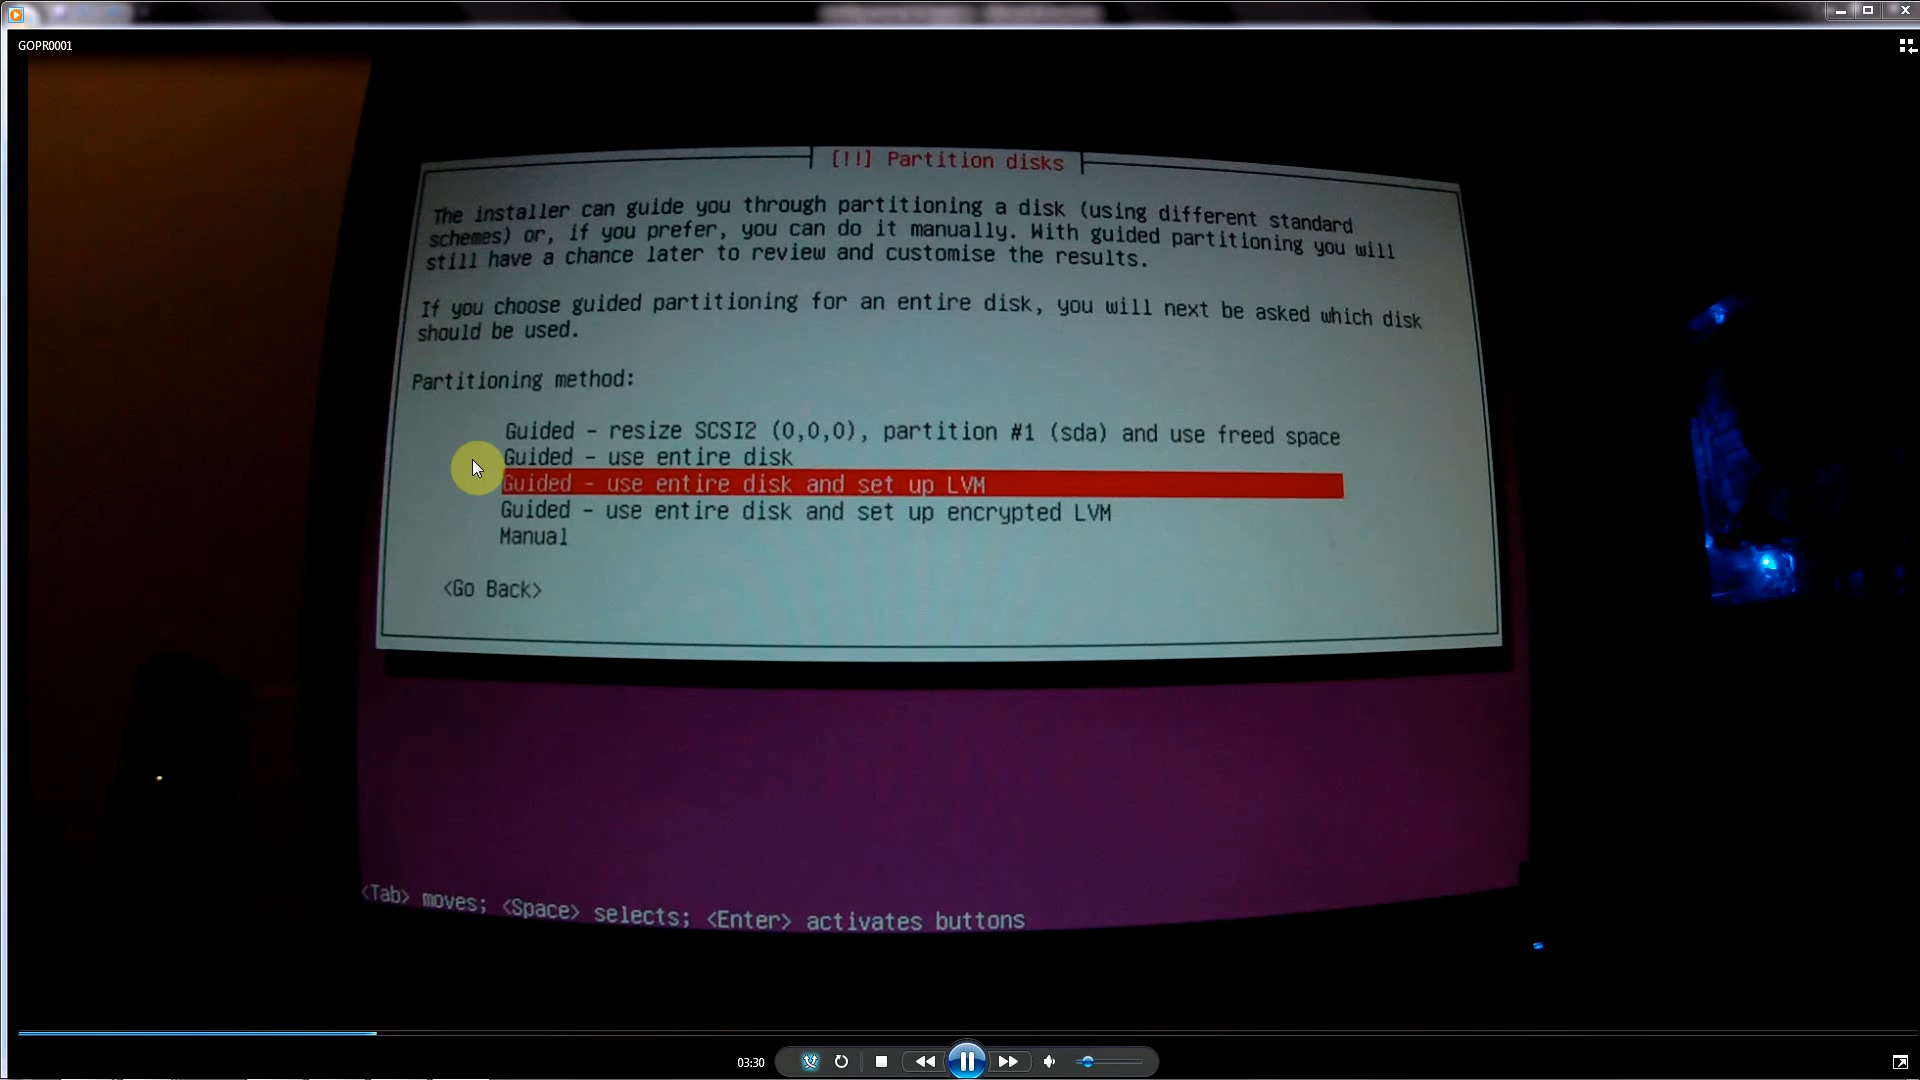 GOPR0001
[!!] Partition disks
The installer can guide you through partitioning a disk (using different standard
schemes) or, if you prefer, you can do it manually. With guided partitioning you will
still have a chance later to review and customise the results.
If you choose guided partitioning for an entire disk, you will next be asked which disk
should be used.
Partitioning method:
Guided - resize SCSI2 (0,0,0), partition #1 (sda) and use freed space
Guided - use entire disk
Guided - use entire disk and set up LVM
Guided - use entire disk and set up encrypted LVM
Manual
<Go Back>
<Tab> moves; <Space> selects; <Enter> activates buttons
03:30